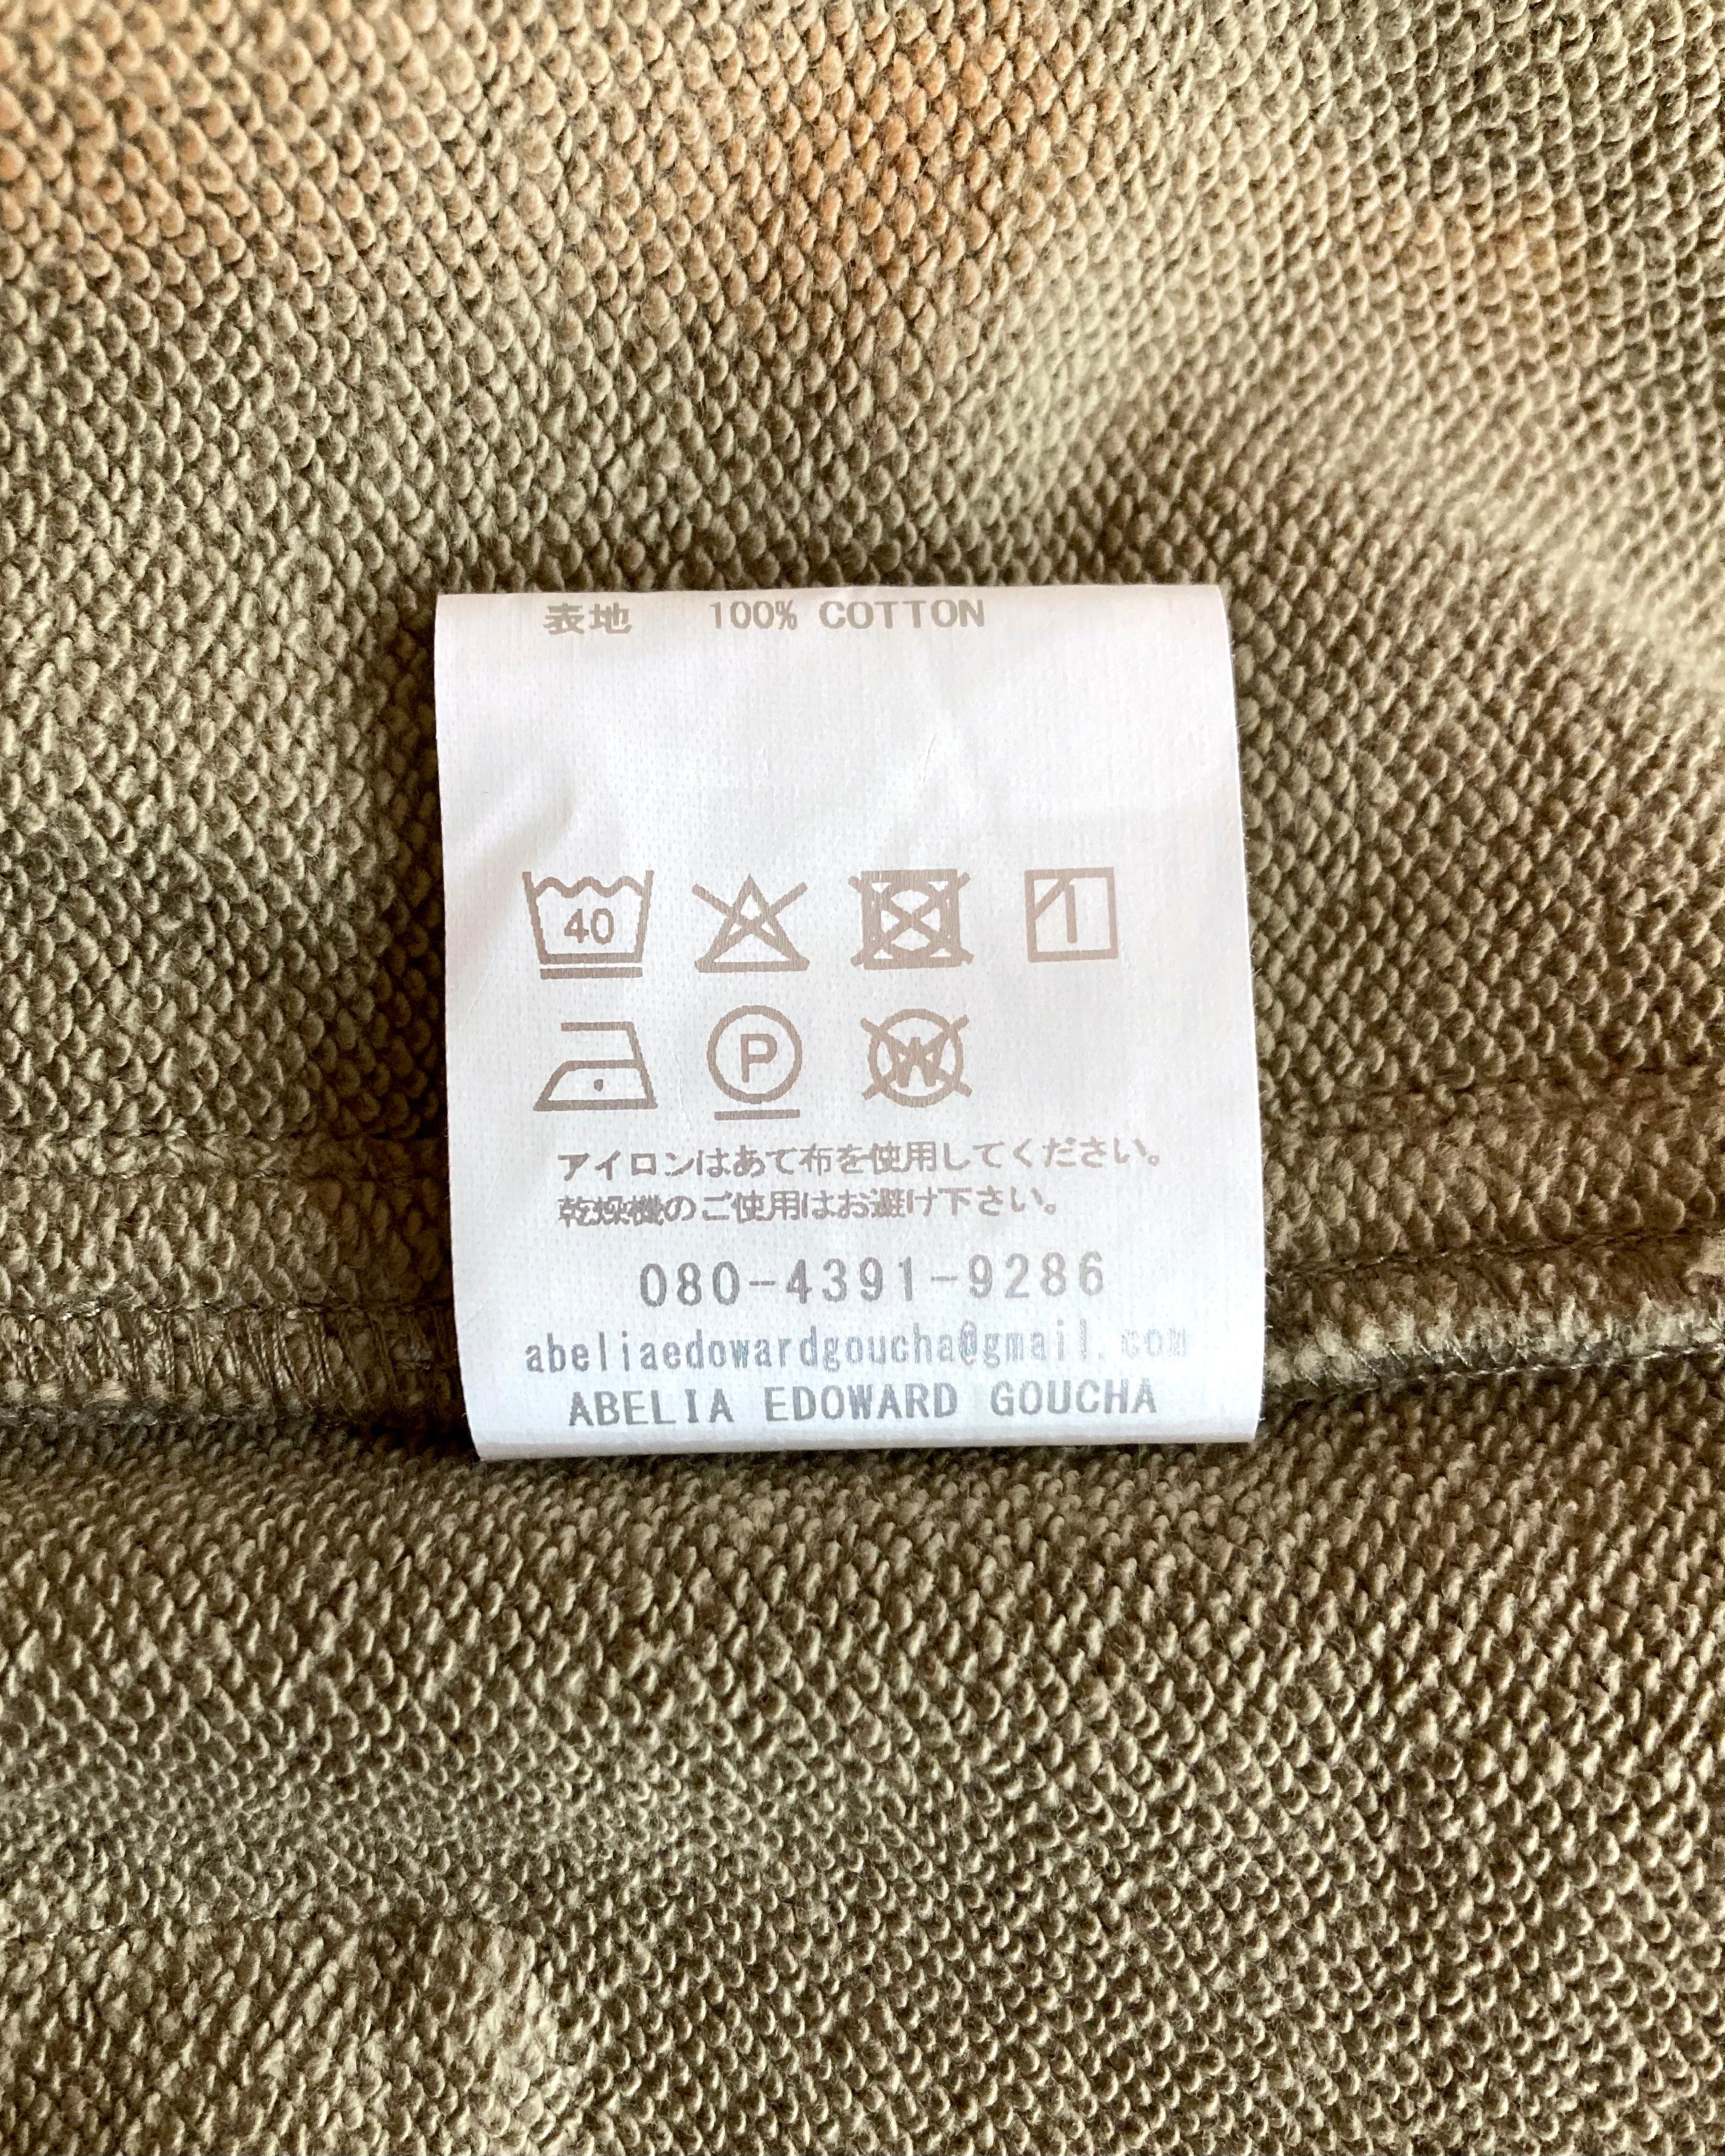 表地 100% COTTON
40
P
W
アイロンはあて布を使用してください。
乾燥機のご使用はお避け下さい。
080-4391-9286
abeliaedowardgoucha@gmail.com
ABELIA EDOWARD GOUCHA